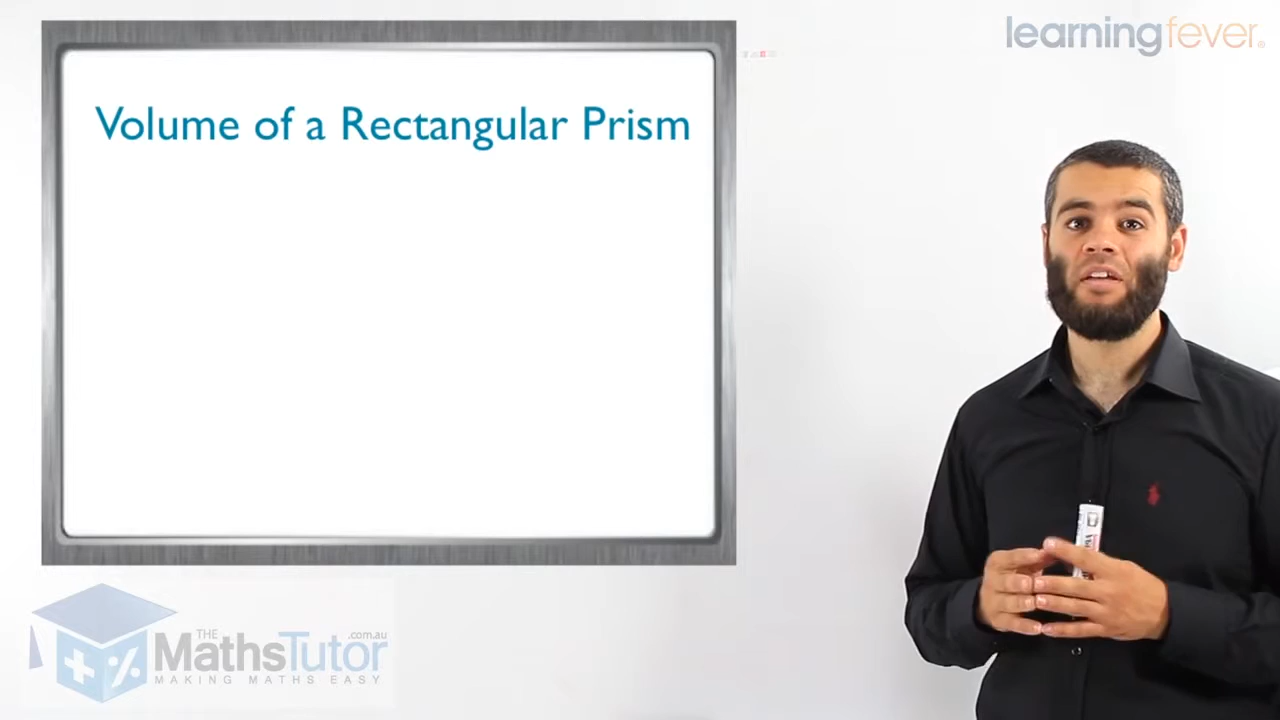 learningfever®
Volume of a Rectangular Prism
THE
MathsTutor.com.au
MAKING MATHS EASY